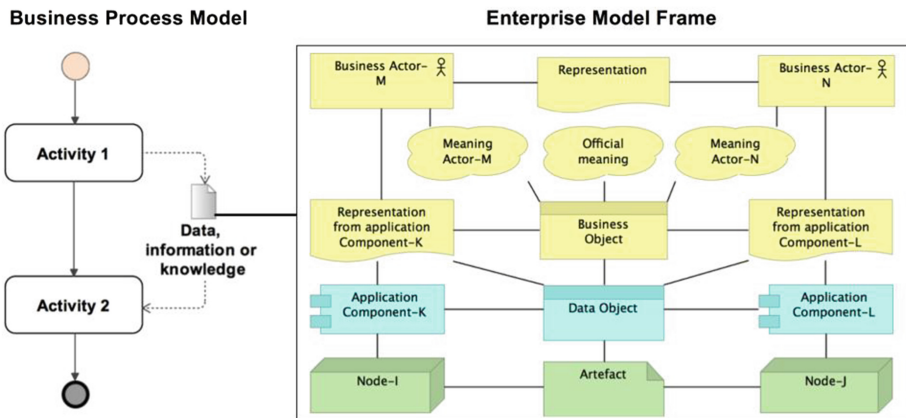 Business Process Model
Enterprise Model Frame
Activity 1
Data,
information or
knowledge
Activity 2
Business Actor-
M
Representation
Business Actor-
N
Meaning
Actor-M
Official
meaning
Meaning
Actor-N
Representation
from application
Component-K
Business
Object
Representation
from application
Component-L
Application
Component-K
Data Object
Application
Component-L
Node-I
Artefact
Node-J